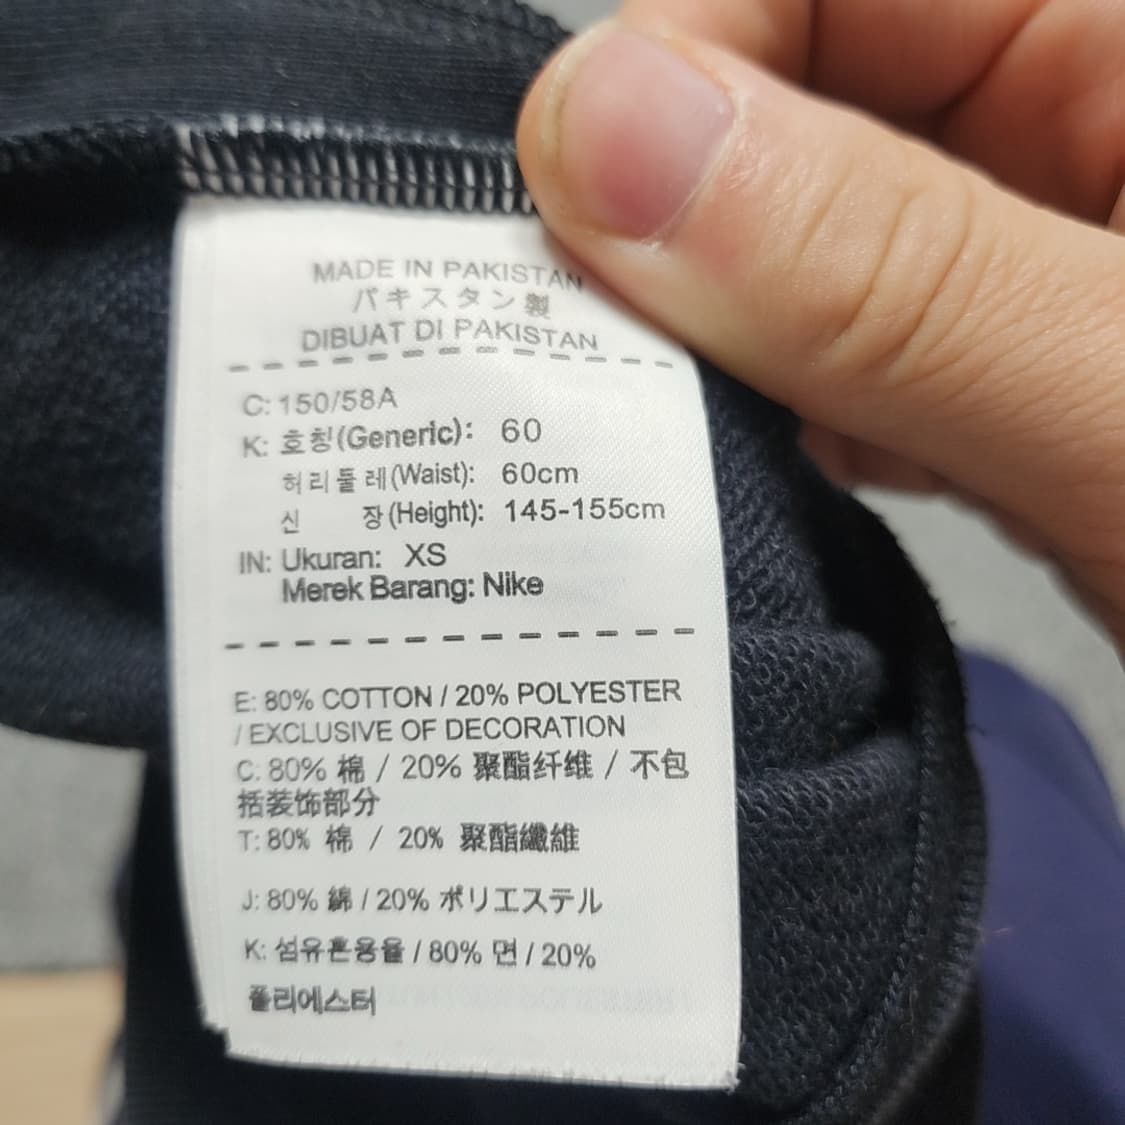 MADE IN PAKISTAN
パキスタン製
DIBUAT DI PAKISTAN
C: 150/58A
K: 호칭(Generic): 60
허리둘레(Waist): 60cm
신 장(Height): 145-155cm
IN: Ukuran: XS
Merek Barang: Nike
E: 80% COTTON / 20% POLYESTER
/ EXCLUSIVE OF DECORATION
C: 80% 棉 / 20% 聚酯纤维 / 不包
括装饰部分
T: 80% 棉 / 20% 聚酯纖維
J: 80% 綿 / 20% ポリエステル
K: 섬유혼용율 / 80% 면 / 20%
폴리에스터